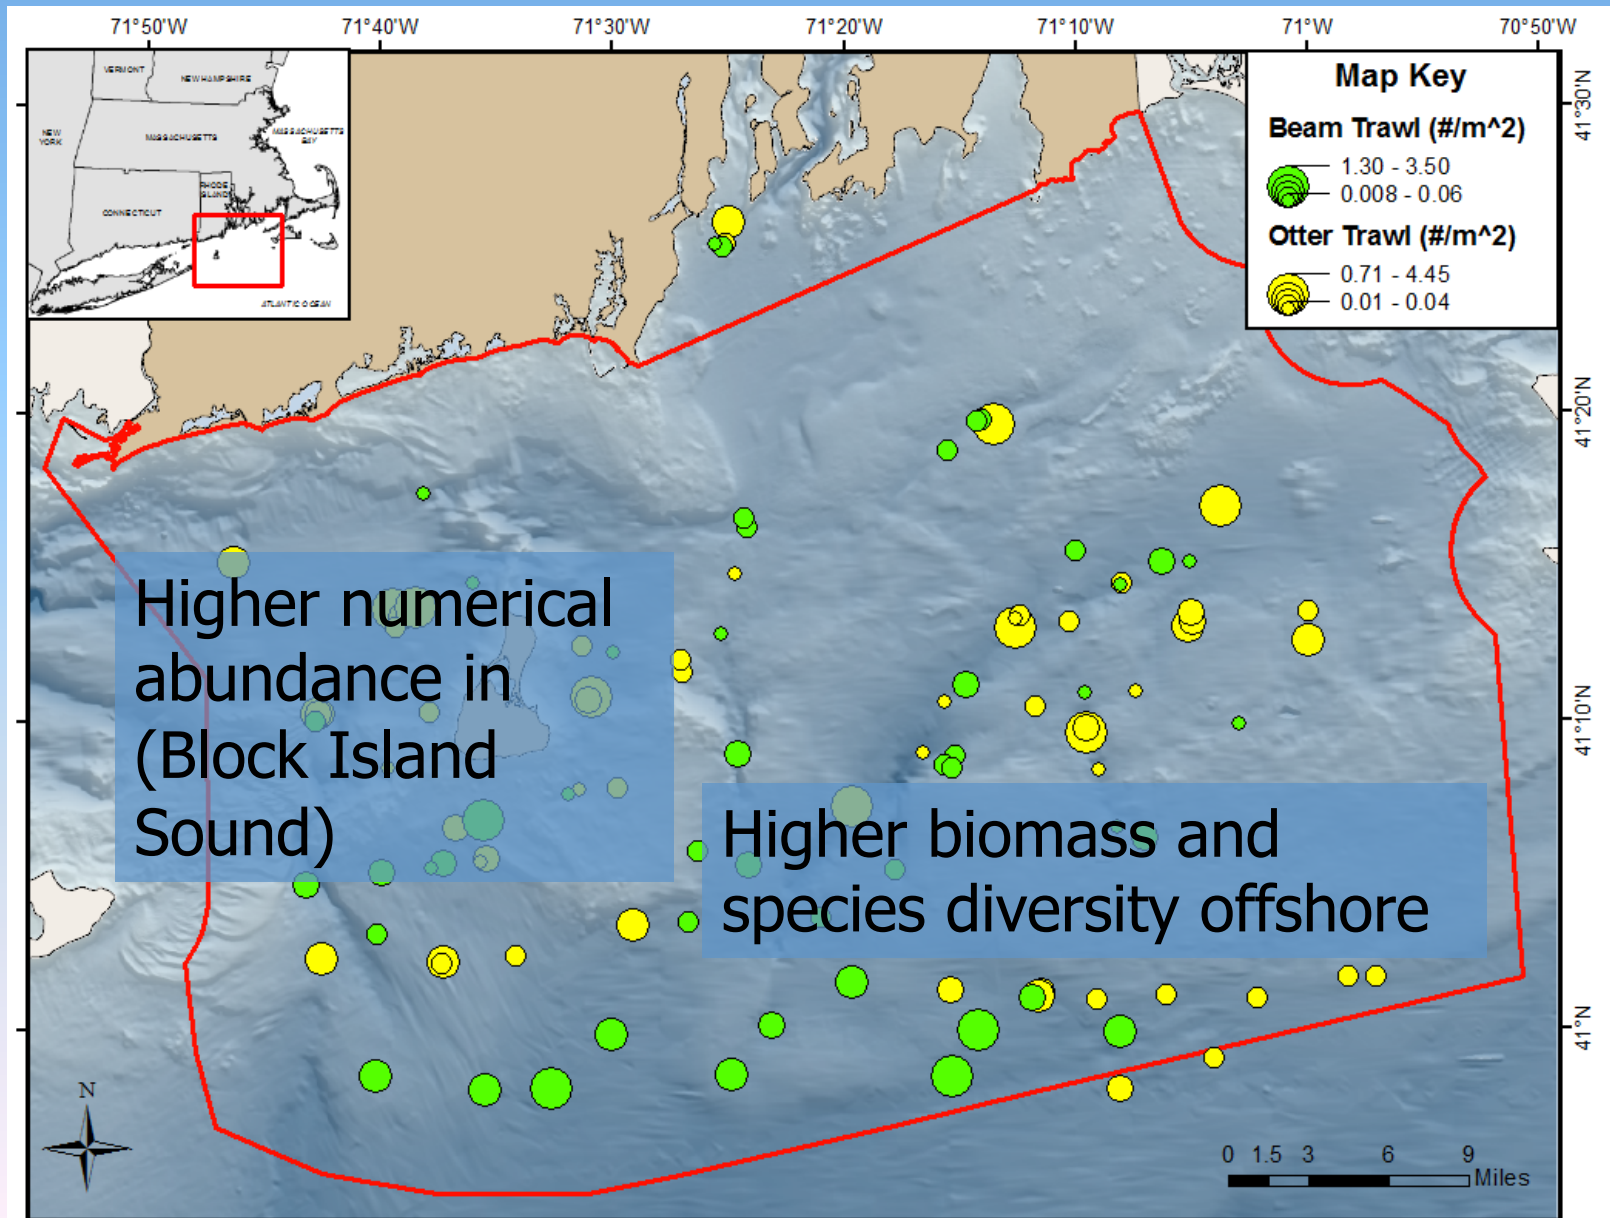 71°50'W 71°40'W 71°30'W 71°20'W 71°10'W 71°W 70°50'W
VERMONT
NEW HAMPSHIRE
NEW
YORK
MASSACHUSETTS
MASSACHUSETTS
BAY
RHODE
ISLAND
CONNECTICUT
ATLANTIC OCEAN
Map Key
Beam Trawl (#/m^2)
1.30 - 3.50
0.008 - 0.06
Otter Trawl (#/m^2)
0.71 - 4.45
0.01 - 0.04
41°30'N
41°20'N
41°10'N
41°N
Higher numerical
abundance in
(Block Island
Sound)
Higher biomass and
species diversity offshore
N
0 1.5 3 6 9
Miles